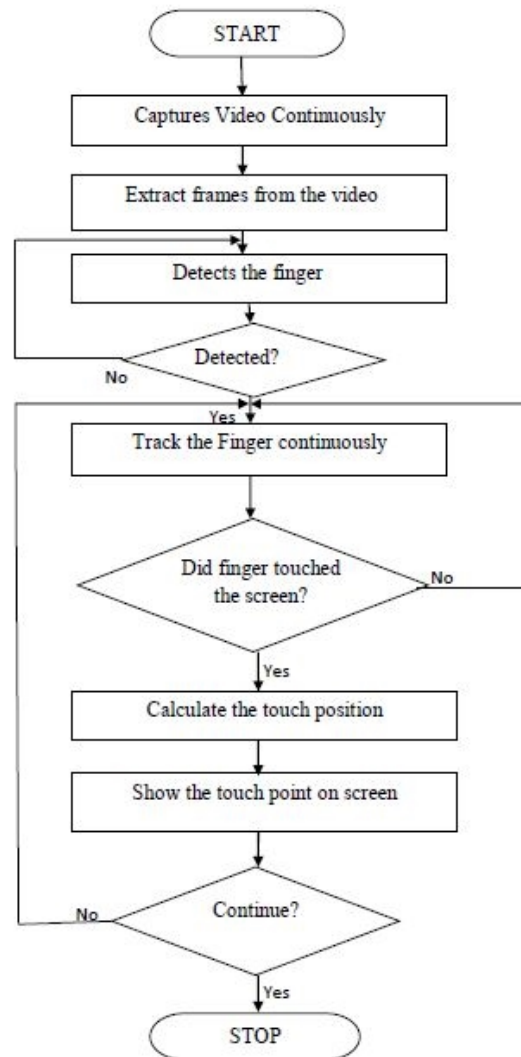 START
Captures Video Continuously
Extract frames from the video
Detects the finger
Detected?
No
Yes
Track the Finger continuously
Did finger touched
the screen?
No
Yes
Calculate the touch position
Show the touch point on screen
Continue?
No
Yes
STOP